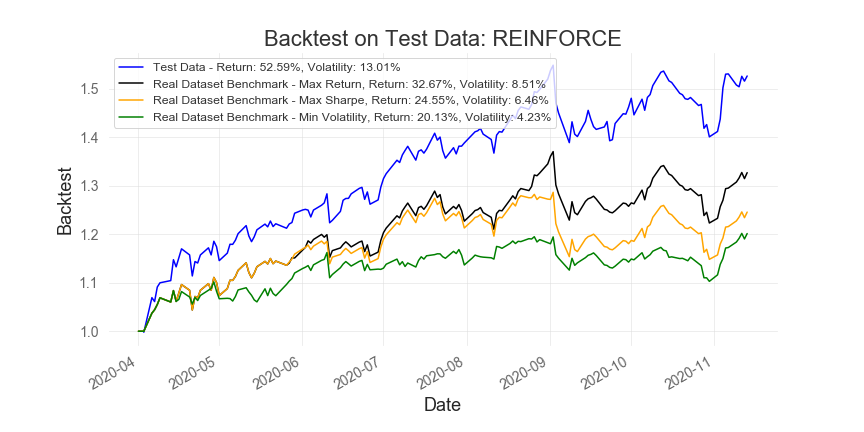 Backtest on Test Data: REINFORCE
Test Data - Return: 52.59%, Volatility: 13.01%
Real Dataset Benchmark - Max Return, Return: 32.67%, Volatility: 8.51%
Real Dataset Benchmark - Max Sharpe, Return: 24.55%, Volatility: 6.46%
Real Dataset Benchmark - Min Volatility, Return: 20.13%, Volatility: 4.23%
Backtest
1.5
1.4
1.3
1.2
1.1
1.0
2020-04
2020-05
2020-06
2020-07
2020-08
2020-09
2020-10
2020-11
Date